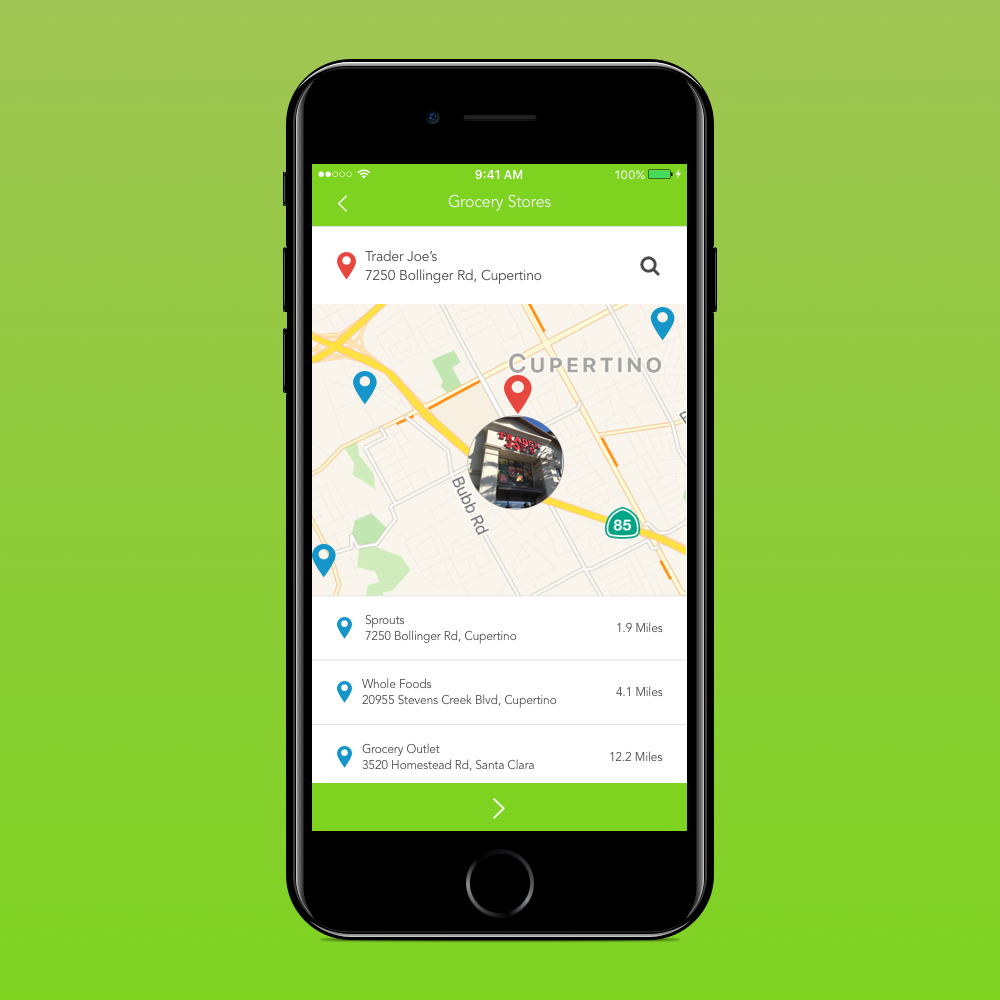 9:41 AM
100%
Grocery Stores
Trader Joe’s
7250 Bollinger Rd, Cupertino
CUPERTINO
TRADER
JOE'S
Bubb Rd
85
Sprouts
7250 Bollinger Rd, Cupertino
1.9 Miles
Whole Foods
20955 Stevens Creek Blvd, Cupertino
4.1 Miles
Grocery Outlet
3520 Homestead Rd, Santa Clara
12.2 Miles